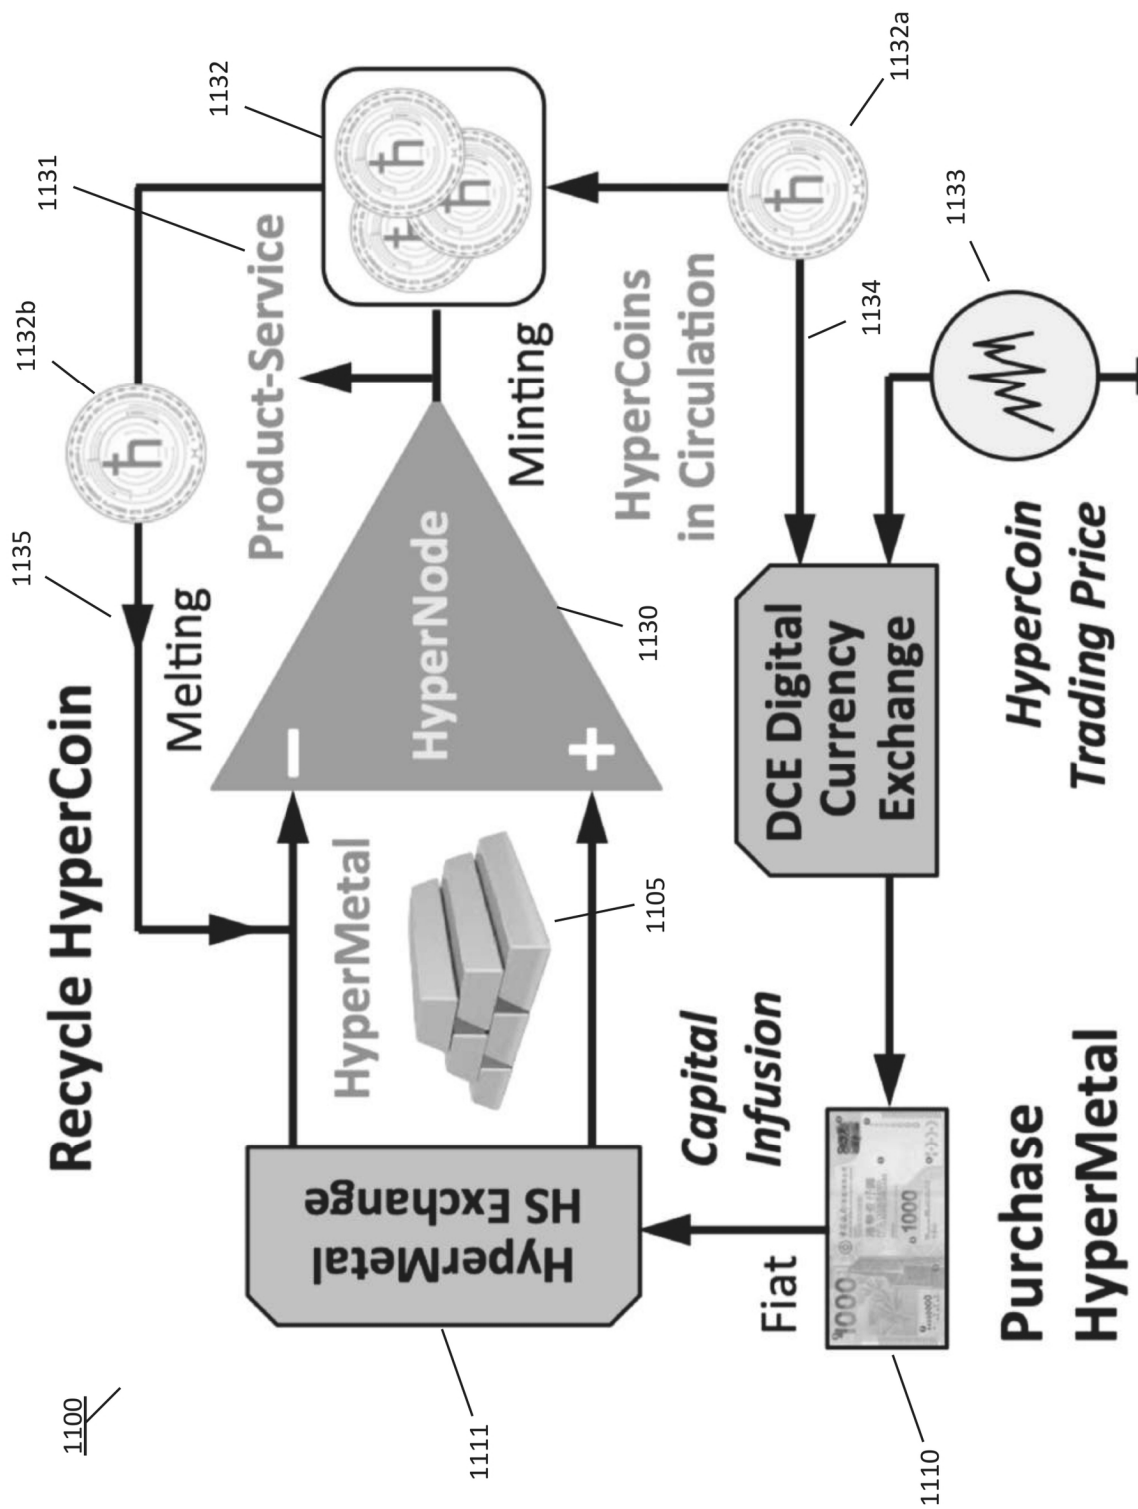 1100
Recycle HyperCoin
1135
1132b
1131
1132
Melting
Product-Service
HyperMetal
HyperNode
−
+
HyperMetal
HS Exchange
1111
Minting
1105
1130
HyperCoins
in Circulation
1132a
Capital
Infusion
Fiat
DCE Digital
Currency
Exchange
1134
1133
1000
1000
1110
HyperCoin
Trading Price
Purchase
HyperMetal